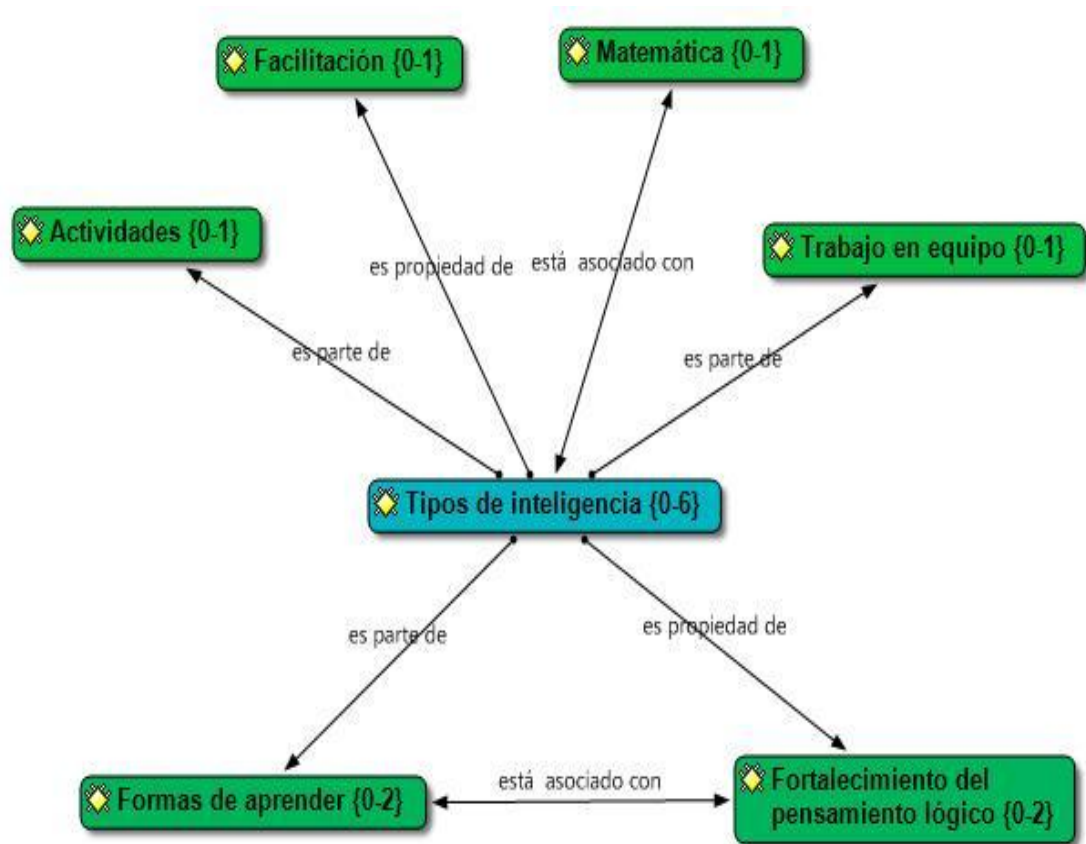 Facilitación {0-1}
Matemática {0-1}
Actividades {0-1}
Trabajo en equipo {0-1}
es propiedad de
está asociado con
es parte de
es parte de
Tipos de inteligencia {0-6}
es parte de
es propiedad de
Formas de aprender {0-2}
está asociado con
Fortalecimiento del
pensamiento lógico {0-2}